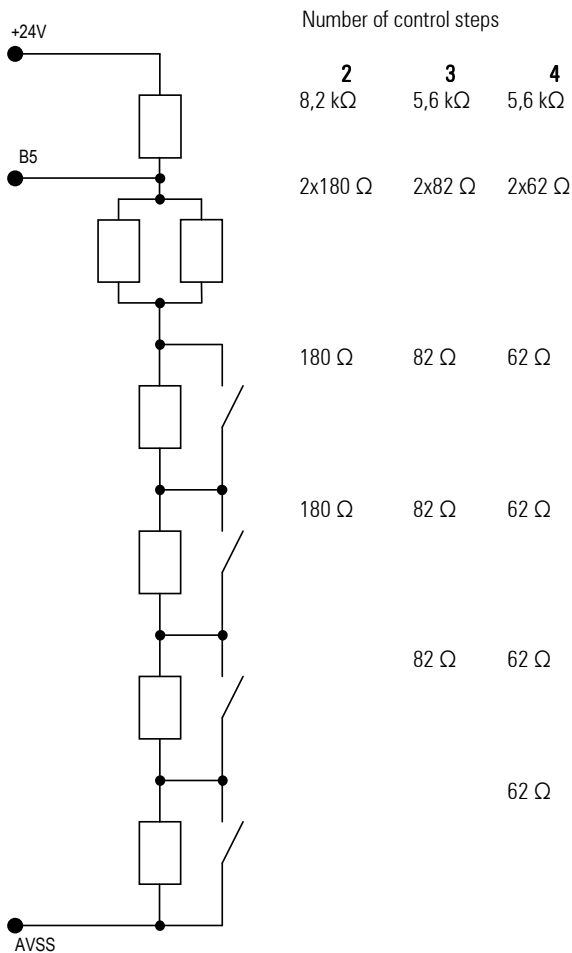 Number of control steps
+24V
2 3 4
8,2 kΩ 5,6 kΩ 5,6 kΩ
B5
2x180 Ω 2x82 Ω 2x62 Ω
180 Ω 82 Ω 62 Ω
180 Ω 82 Ω 62 Ω
82 Ω 62 Ω
62 Ω
AVSS